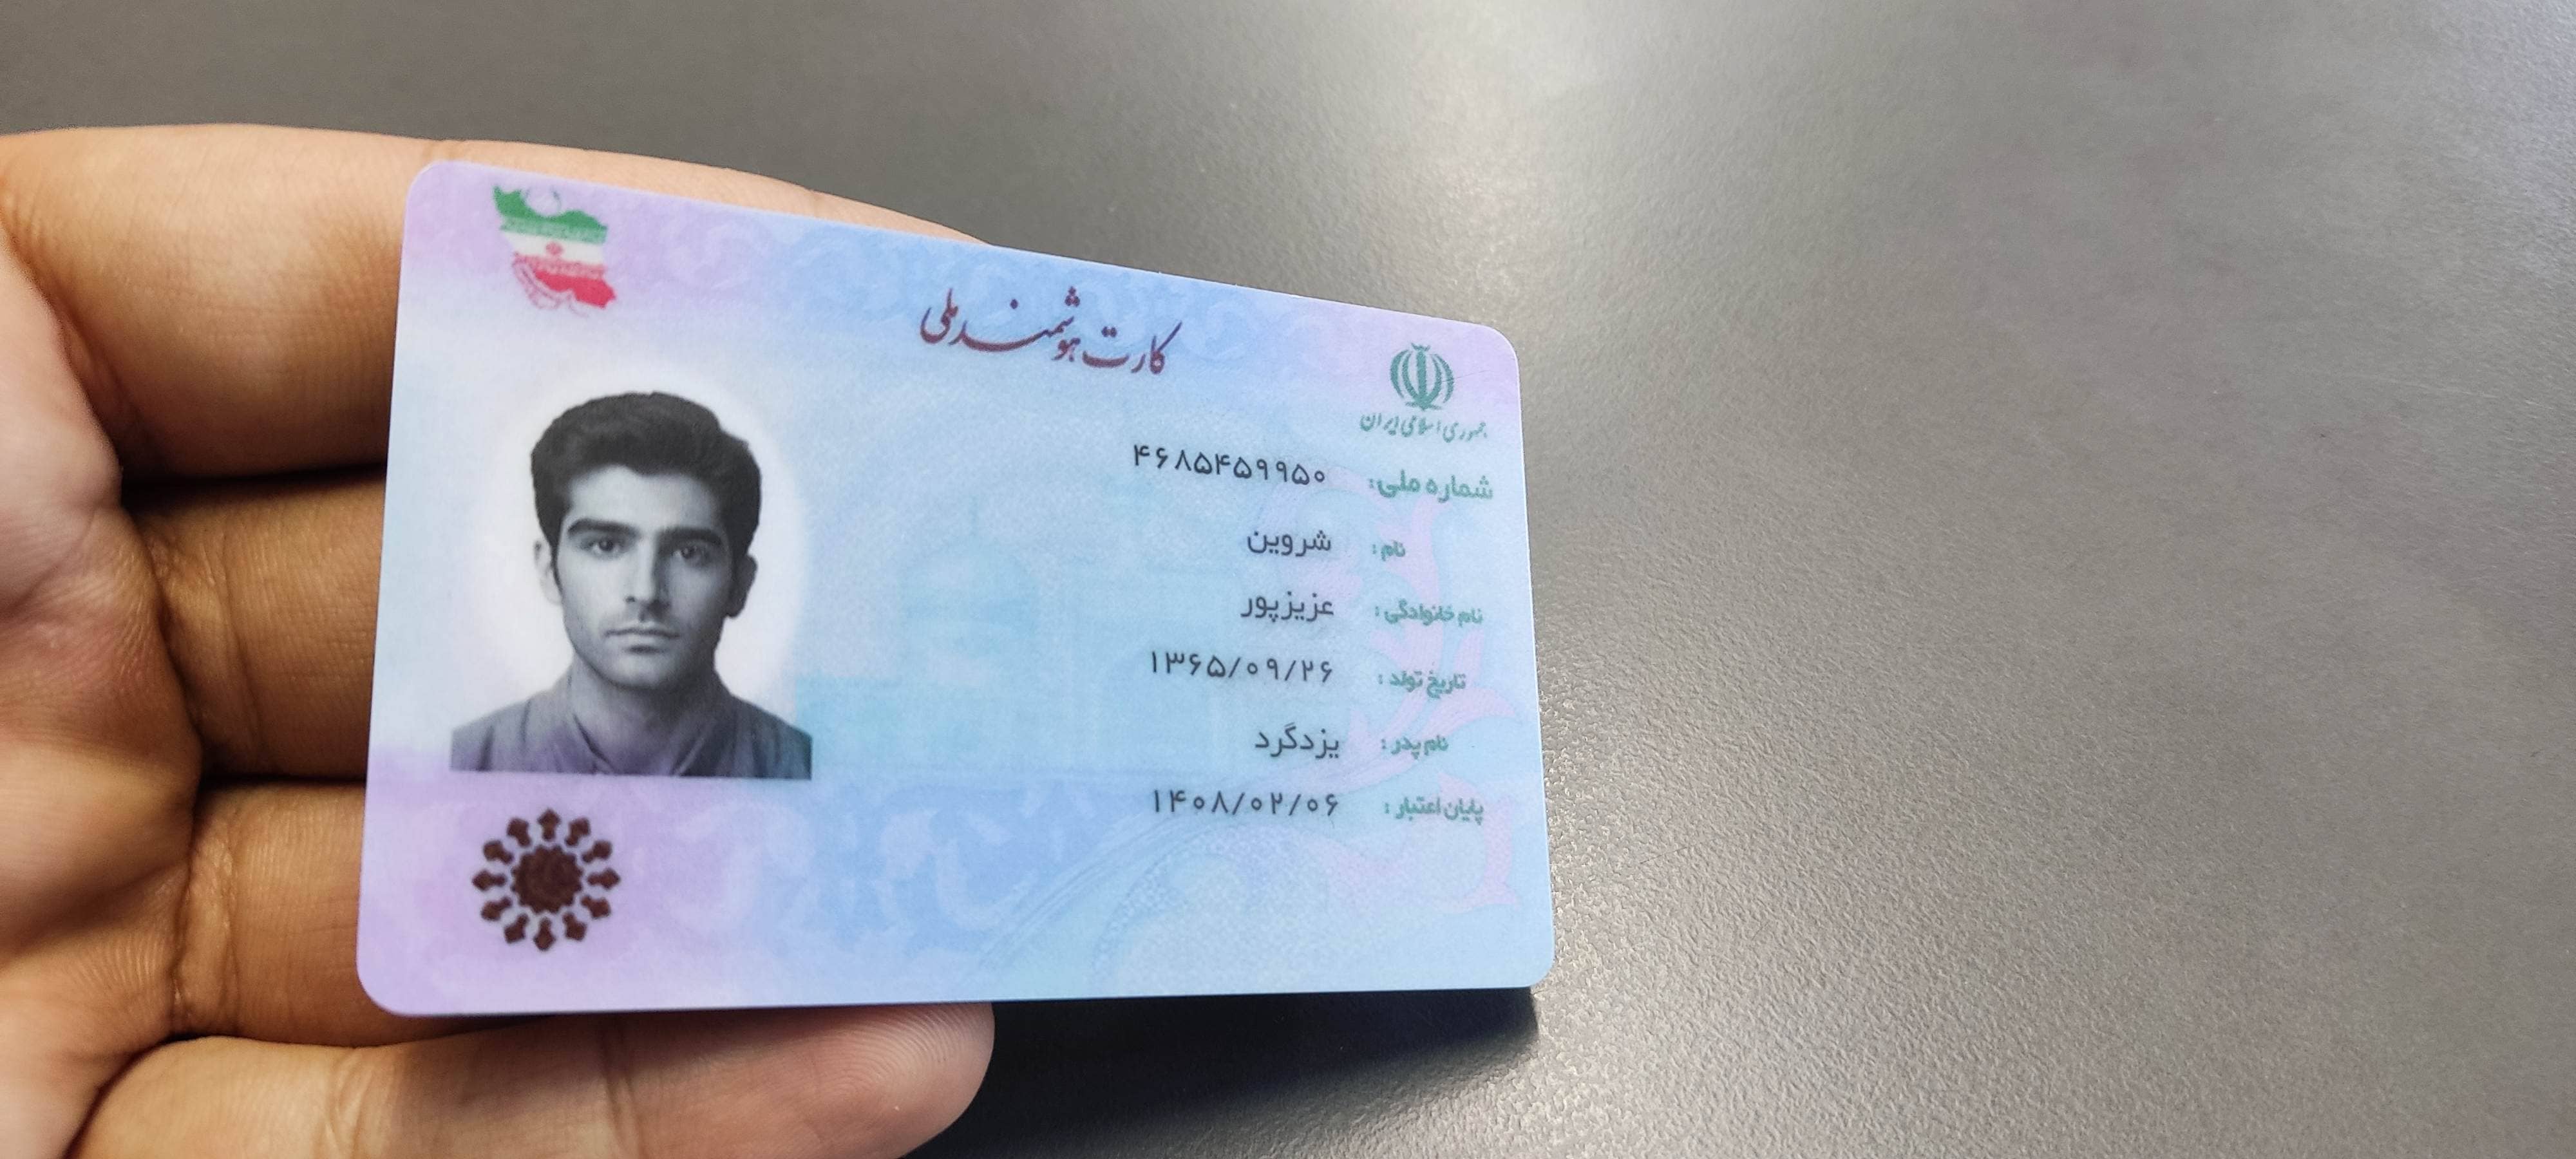 کارت هوشمند ملی
جمهوری اسلامی ایران
شماره ملی: ۴۶۸۵۴۵۹۹۵۰
نام: شروین
نام خانوادگی: عزیزپور
تاریخ تولد: ۱۳۶۵/۰۹/۲۶
نام پدر: یزدگرد
پایان اعتبار: ۱۴۰۸/۰۲/۰۶